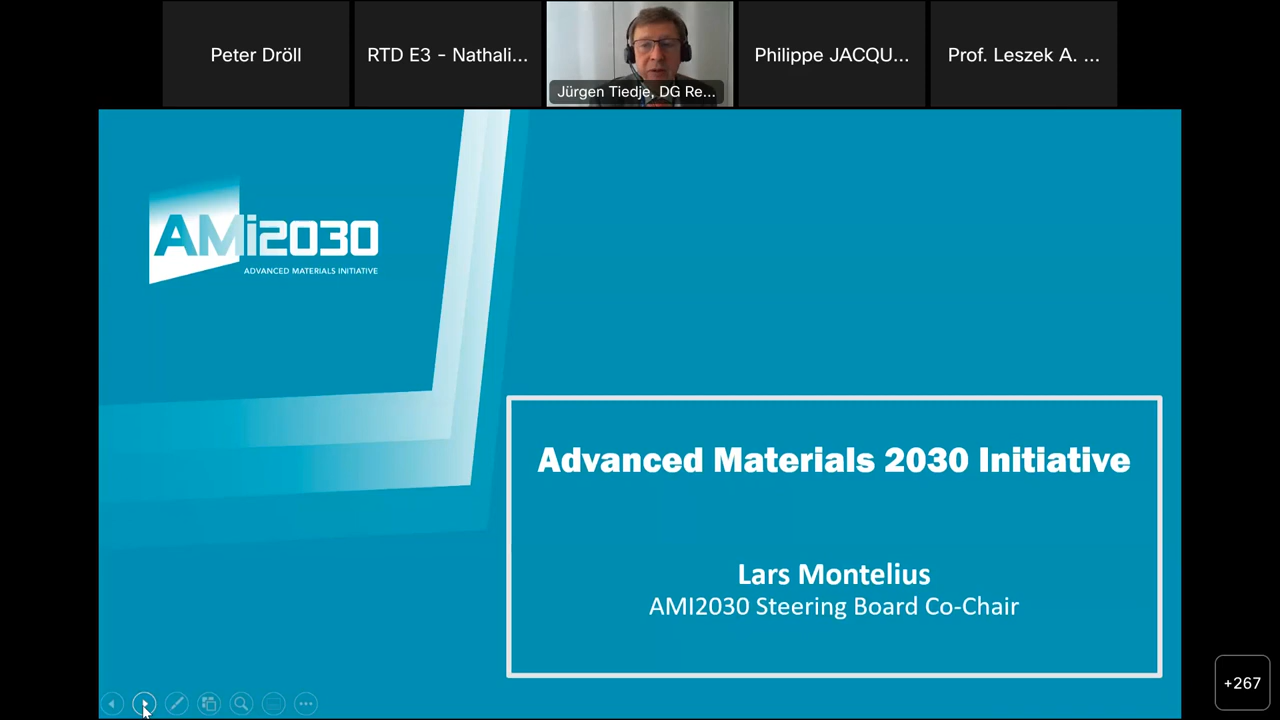 Peter Dröll
RTD E3 - Nathali...
Jürgen Tiedje, DG Re...
Philippe JACQU...
Prof. Leszek A. ...
AMi2030
ADVANCED MATERIALS INITIATIVE
Advanced Materials 2030 Initiative
Lars Montelius
AMI2030 Steering Board Co-Chair
+267